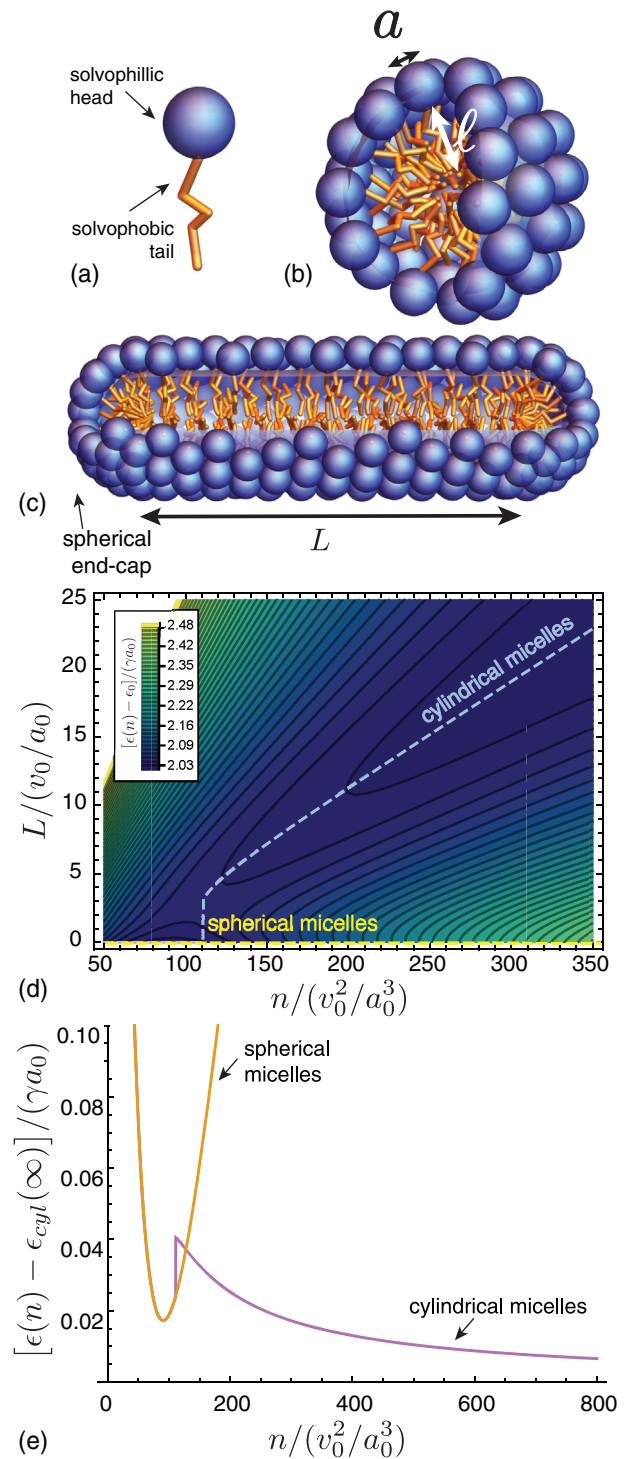 solvophillic
head
solvophobic
tail
(a)
a
ℓ
(b)
(c)
spherical
end-cap
L
L/(v₀/a₀)
25
20
15
10
5
0
[ϵ(n) − ϵ₀]/(γa₀)
2.48
2.42
2.35
2.29
2.22
2.16
2.09
2.03
cylindrical micelles
spherical micelles
50 100 150 200 250 300 350
n/(v₀²/a₀³)
(d)
[ϵ(n) − ϵ_cyl(∞)]/(γa₀)
0.10
0.08
0.06
0.04
0.02
spherical
micelles
cylindrical micelles
0 200 400 600 800
n/(v₀²/a₀³)
(e)